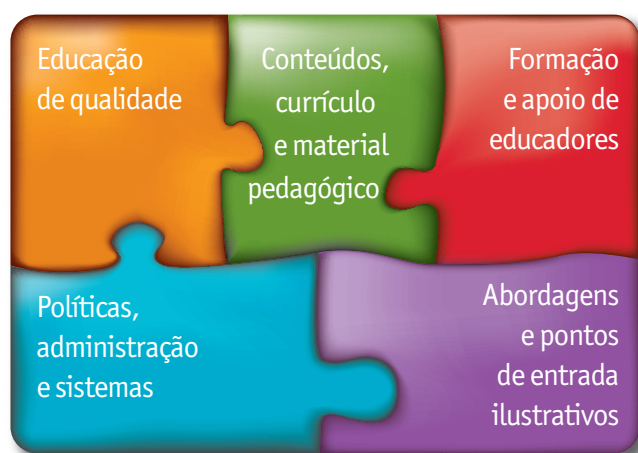 Educação
de qualidade
Conteúdos,
currículo
e material
pedagógico
Formação
e apoio de
educadores
Políticas,
administração
e sistemas
Abordagens
e pontos
de entrada
ilustrativos